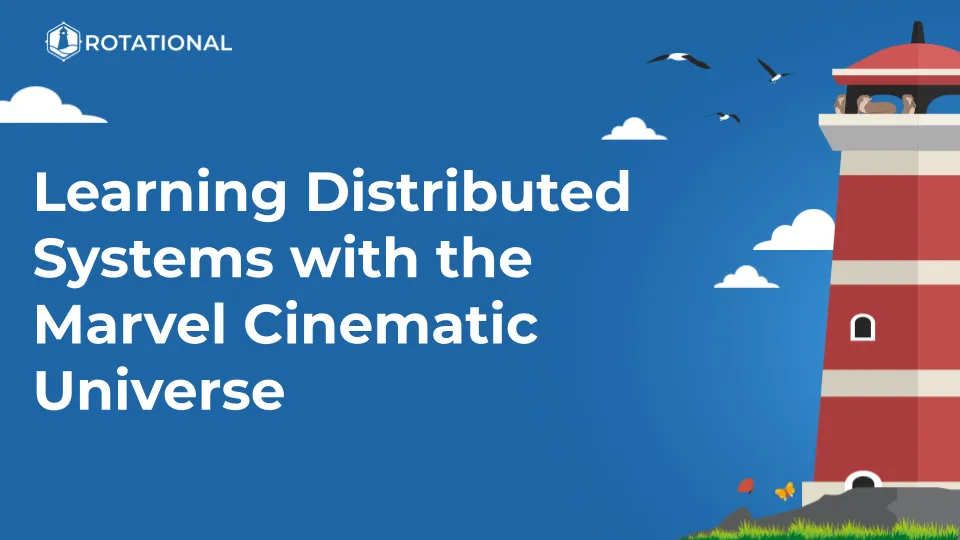 ROTATIONAL
Learning Distributed
Systems with the
Marvel Cinematic
Universe